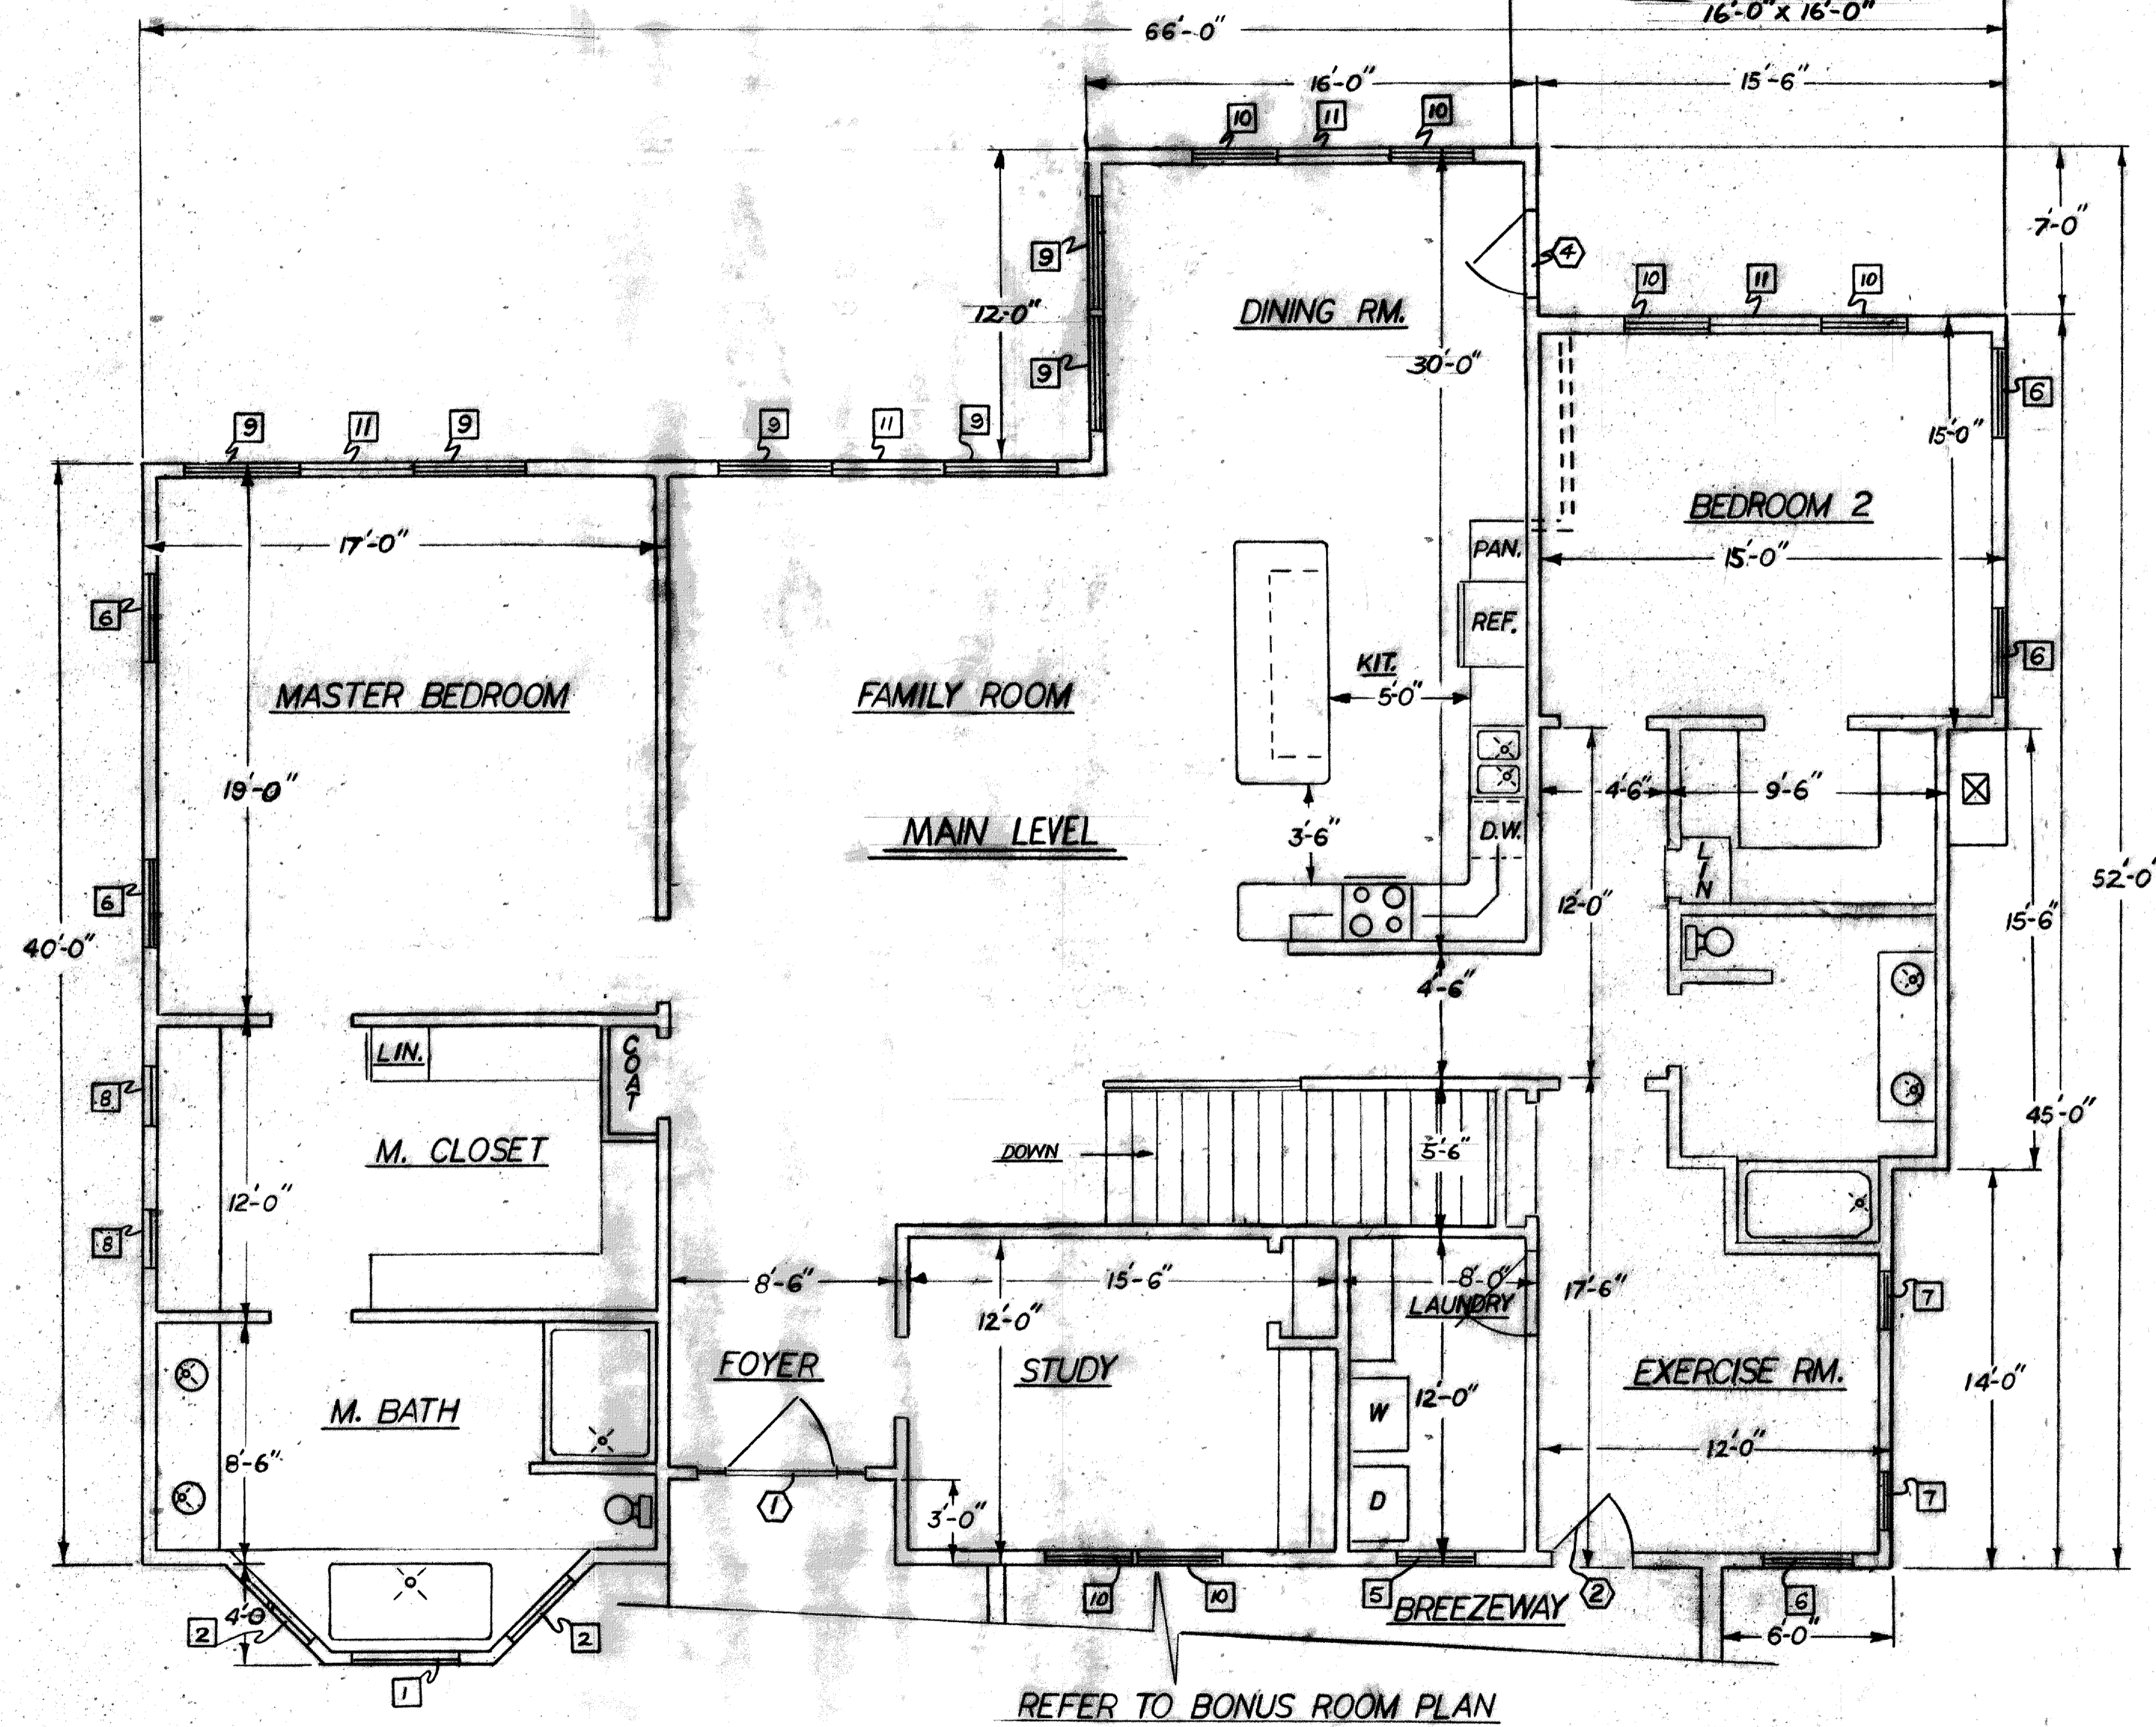 16'-0" x 16'-0"
66'-0"
16'-0"
15'-6"
10
11
10
7'-0"
9
4
12'-0"
DINING RM.
10
11
10
30'-0"
9
6
9
11
9
9
11
9
15'-0"
BEDROOM 2
17'-0"
PAN.
15'-0"
6
REF.
KIT.
5'-0"
6
MASTER BEDROOM
FAMILY ROOM
19'-0"
4'-6"
9'-6"
MAIN LEVEL
3'-6"
D.W.
LIN
52'-0"
6
12'-0"
15'-6"
40'-0"
4'-6"
LIN.
COAT
8
45'-0"
M. CLOSET
DOWN
5'-6"
12'-0"
8
8'-6"
15'-6"
8'-0"
17'-6"
7
12'-0"
LAUNDRY
FOYER
STUDY
EXERCISE RM.
14'-0"
M. BATH
W
12'-0"
8'-6"
12'-0"
1
3'-0"
D
7
10
10
5
BREEZEWAY
2
6
2
4'-0
2
6'-0"
1
REFER TO BONUS ROOM PLAN